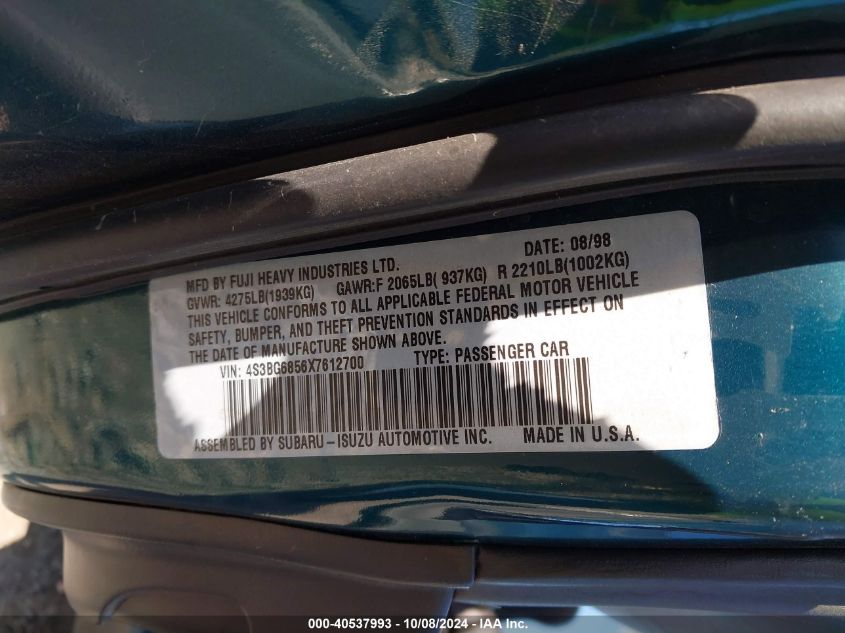 MFD BY FUJI HEAVY INDUSTRIES LTD. DATE: 08/98
GVWR: 4275LB(1939KG) GAWR:F 2065LB( 937KG) R 2210LB(1002KG)
THIS VEHICLE CONFORMS TO ALL APPLICABLE FEDERAL MOTOR VEHICLE
SAFETY, BUMPER, AND THEFT PREVENTION STANDARDS IN EFFECT ON
THE DATE OF MANUFACTURE SHOWN ABOVE.
VIN: 4S3BG6856X7612700 TYPE: PASSENGER CAR
ASSEMBLED BY SUBARU-ISUZU AUTOMOTIVE INC. MADE IN U.S.A.
000-40537993 - 10/08/2024 - IAA Inc.